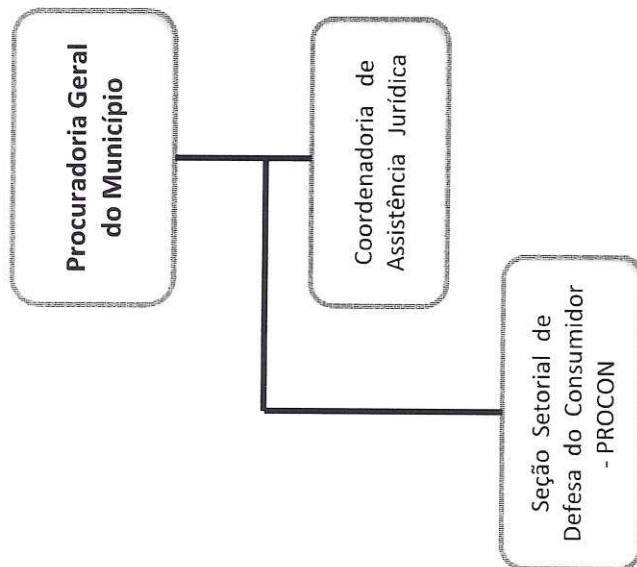 Procuradoria Geral
do Município
Coordenadoria de
Assistência Jurídica
Seção Setorial de
Defesa do Consumidor
- PROCON